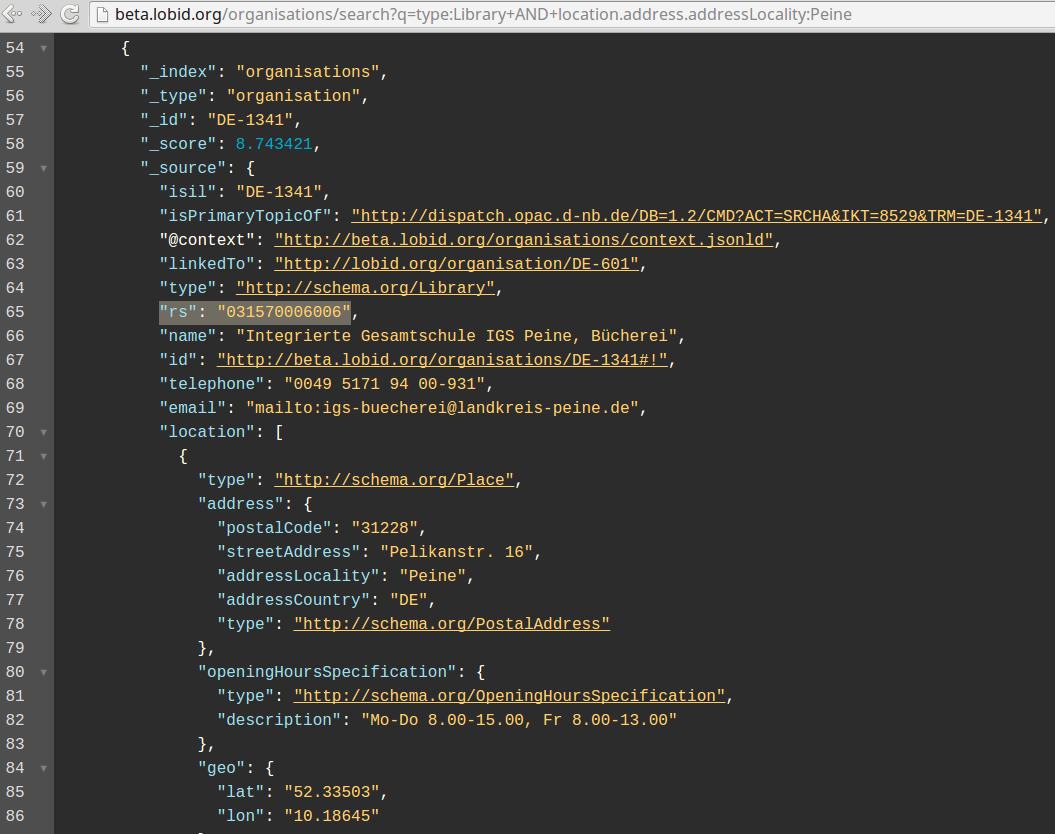 beta.lobid.org/organisations/search?q=type:Library+AND+location.address.addressLocality:Peine
54 {
55 "_index": "organisations",
56 "_type": "organisation",
57 "_id": "DE-1341",
58 "_score": 8.743421,
59 "_source": {
60 "isil": "DE-1341",
61 "isPrimaryTopicOf": "http://dispatch.opac.d-nb.de/DB=1.2/CMD?ACT=SRCHA&IKT=8529&TRM=DE-1341",
62 "@context": "http://beta.lobid.org/organisations/context.jsonld",
63 "linkedTo": "http://lobid.org/organisation/DE-601",
64 "type": "http://schema.org/Library",
65 "rs": "031570006006",
66 "name": "Integrierte Gesamtschule IGS Peine, Bücherei",
67 "id": "http://beta.lobid.org/organisations/DE-1341#!",
68 "telephone": "0049 5171 94 00-931",
69 "email": "mailto:igs-buecherei@landkreis-peine.de",
70 "location": [
71 {
72 "type": "http://schema.org/Place",
73 "address": {
74 "postalCode": "31228",
75 "streetAddress": "Pelikanstr. 16",
76 "addressLocality": "Peine",
77 "addressCountry": "DE",
78 "type": "http://schema.org/PostalAddress"
79 },
80 "openingHoursSpecification": {
81 "type": "http://schema.org/OpeningHoursSpecification",
82 "description": "Mo-Do 8.00-15.00, Fr 8.00-13.00"
83 },
84 "geo": {
85 "lat": "52.33503",
86 "lon": "10.18645"